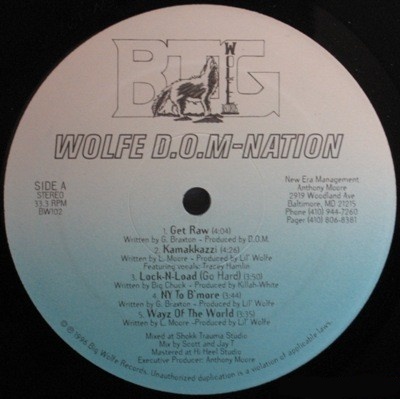 BIG
WOLFE
WOLFE D.O.M-NATION
SIDE A
STEREO
33.3 RPM
BW102
New Era Management
Anthony Moore
2919 Woodland Ave
Baltimore, MD 21215
Phone (410) 944-7260
Pager (410) 806-8381
1. Get Raw (4:04)
Written by G. Braxton - Produced by D.O.M.
2. Kamakkazzi (4:26)
Written by L. Moore - Produced by Lil' Wolfe
Featuring vocals: Tracey Hamlin
3. Lock-N-Load (Go Hard) (3:50)
Written by Big Chuck - Produced by Killah-White
4. NY To B'more (5:44)
Written by G. Braxton - Produced by Lil' Wolfe
5. Wayz Of The World (5:35)
Written by L. Moore - Produced by Lil' Wolfe
Mixed at Shokk Trauma Studio
Mix by Scott and Jay T
Mastered at Hi Heel Studio
Executive Producer: Anthony Moore
© ℗ 1996 Big Wolfe Records. Unauthorized duplication is a violation of applicable laws.